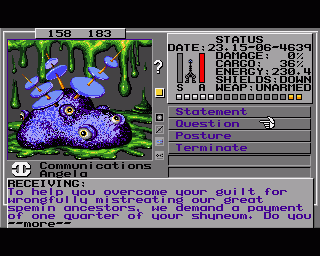 158 183
STATUS
DATE:23.15-06-4639
DAMAGE: 0%
CARGO: 36%
ENERGY:230.4
SHIELDS:DOWN
WEAP:UNARMED
S A
?
Statement
Question
Posture
Terminate
Communications
Angela
RECEIVING:
To help you overcome your guilt for
wrongfully mistreating our great
spemin ancestors, we demand a payment
of one quarter of your shyneum. Do you
--more--